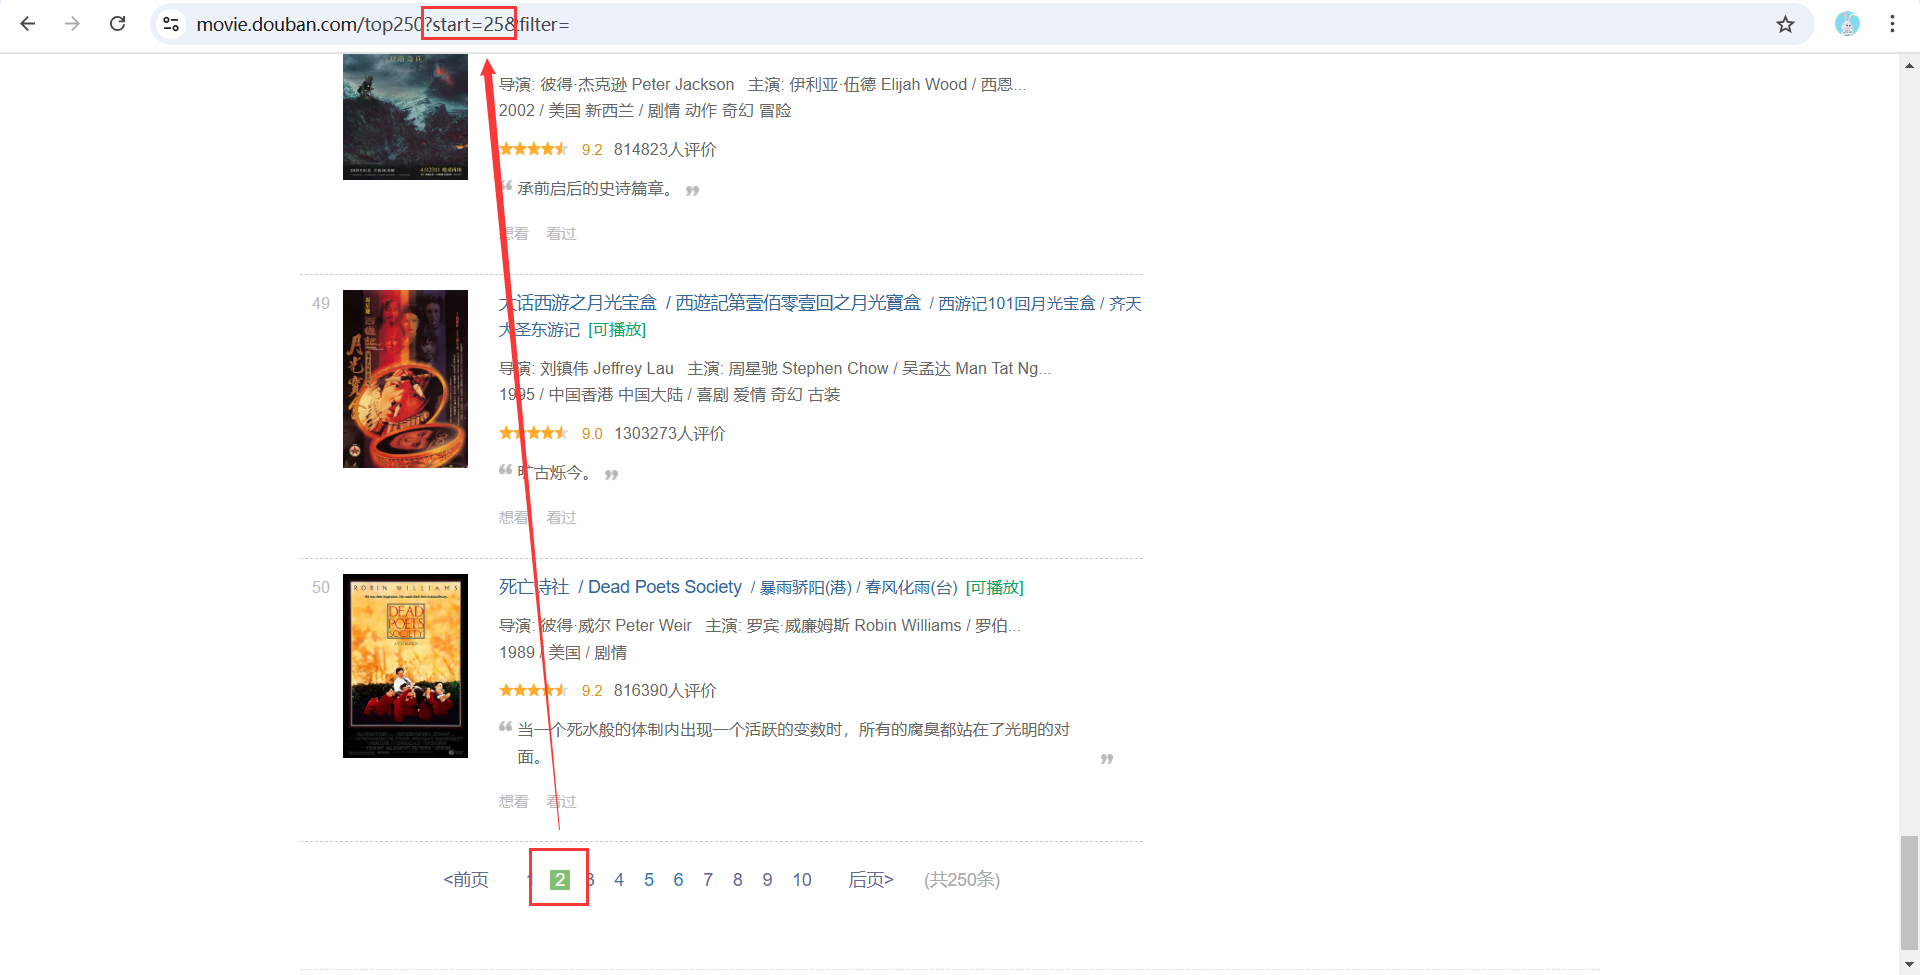 movie.douban.com/top250?start=25&filter=
导演: 彼得·杰克逊 Peter Jackson 主演: 伊利亚·伍德 Elijah Wood / 西恩...
2002 / 美国 新西兰 / 剧情 动作 奇幻 冒险
9.2 814823人评价
“ 承前启后的史诗篇章。 ”
想看 看过
49
大话西游之月光宝盒 / 西遊記第壹佰零壹回之月光寶盒 / 西游记101回月光宝盒 / 齐天
大圣东游记 [可播放]
导演: 刘镇伟 Jeffrey Lau 主演: 周星驰 Stephen Chow / 吴孟达 Man Tat Ng...
1995 / 中国香港 中国大陆 / 喜剧 爱情 奇幻 古装
9.0 1303273人评价
“ 旷古烁今。 ”
想看 看过
50
ROBIN WILLIAMS
DEAD
POETS
SOCIETY
死亡诗社 / Dead Poets Society / 暴雨骄阳(港) / 春风化雨(台) [可播放]
导演: 彼得·威尔 Peter Weir 主演: 罗宾·威廉姆斯 Robin Williams / 罗伯...
1989 / 美国 / 剧情
9.2 816390人评价
“ 当一个死水般的体制内出现一个活跃的变数时，所有的腐臭都站在了光明的对
面。 ”
想看 看过
<前页 1 2 3 4 5 6 7 8 9 10 后页> (共250条)